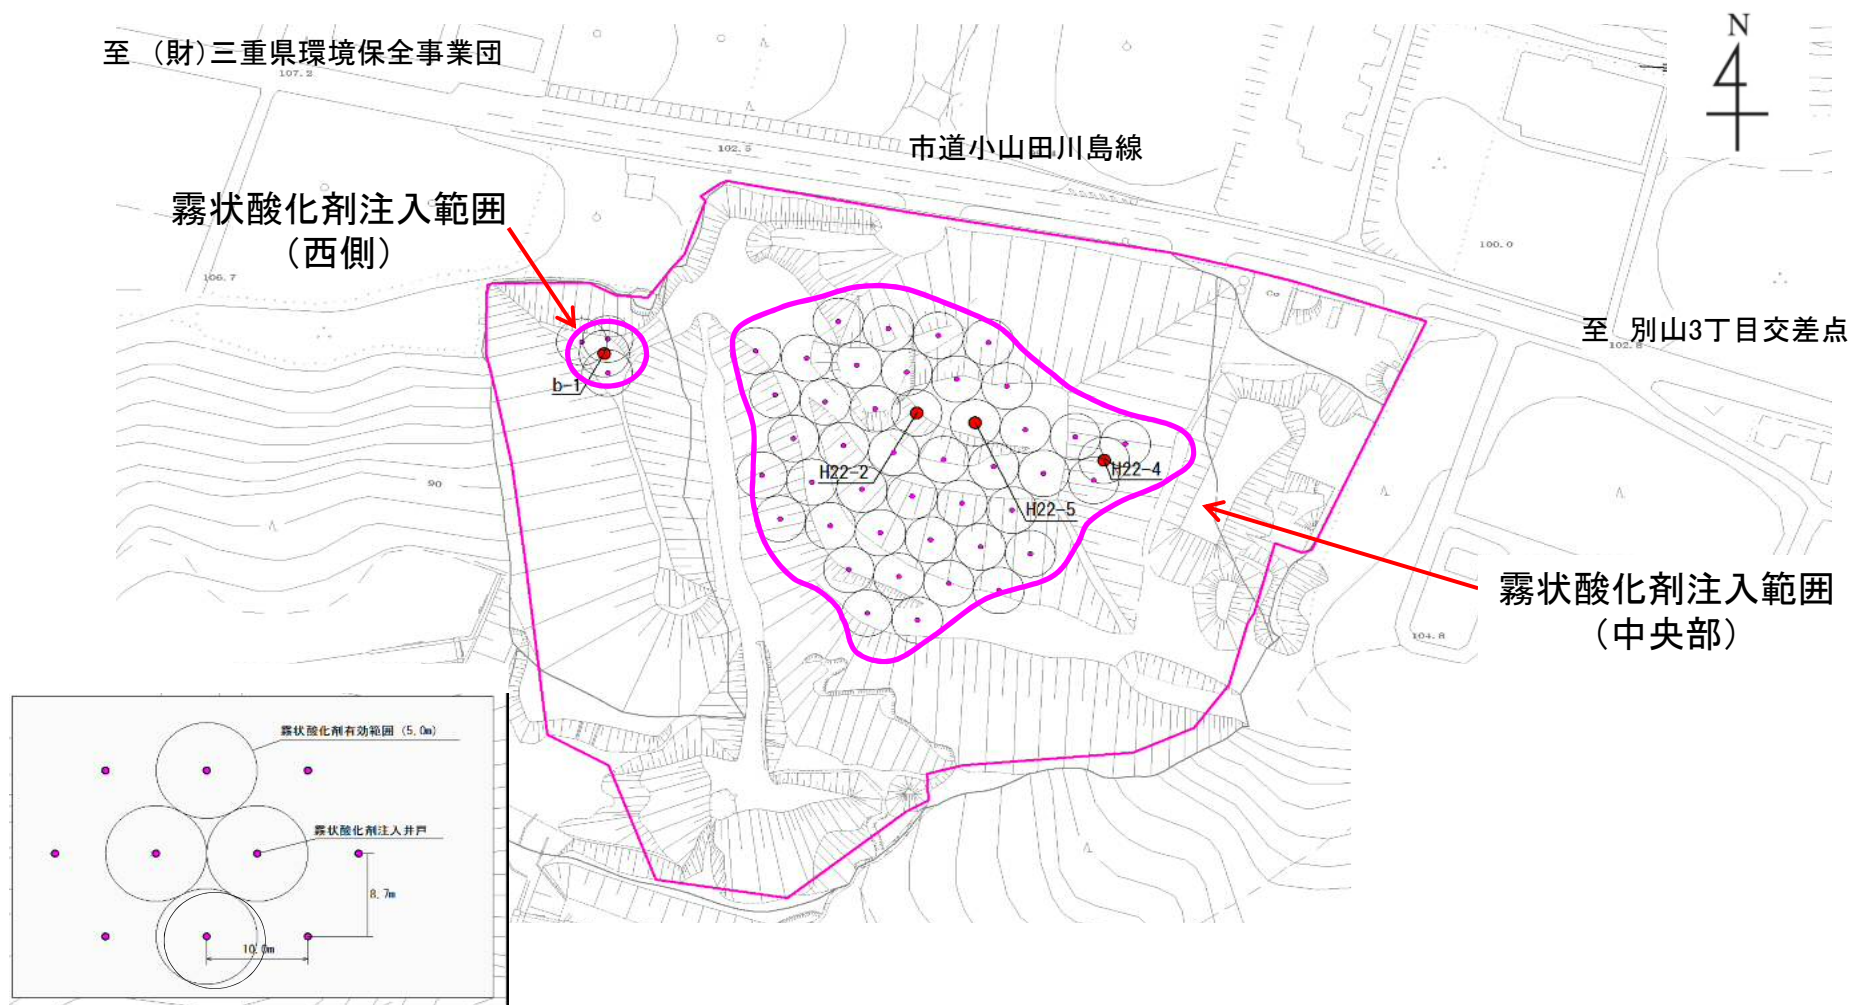 至 (財)三重県環境保全事業団
N
107.2
102.5
市道小山田川島線
霧状酸化剤注入範囲
(西側)
106.7
100.0
Co
至 別山3丁目交差点
102.8
b-1
H22-2
H22-4
H22-5
90
霧状酸化剤注入範囲
(中央部)
104.8
霧状酸化剤有効範囲 (5.0m)
霧状酸化剤注入井戸
8.7m
10.0m